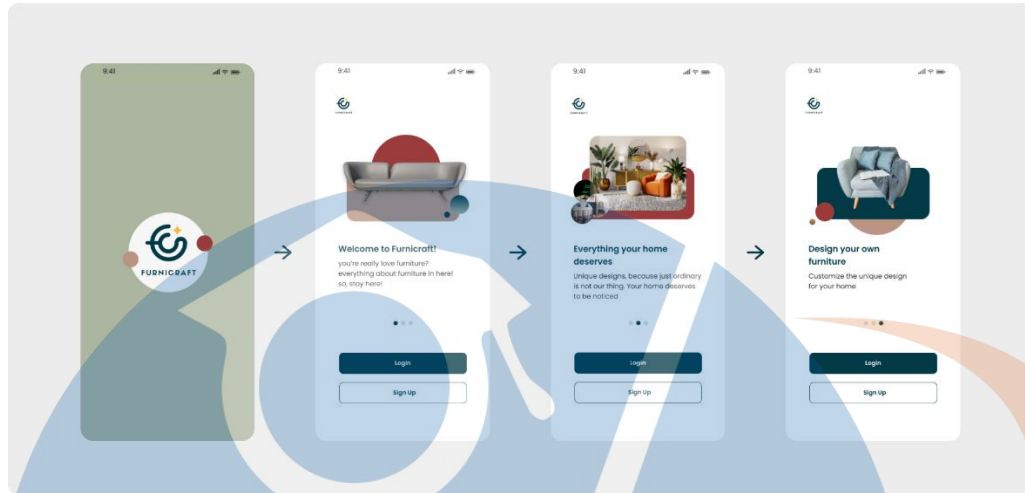 9:41
FURNICRAFT
9:41
FURNICRAFT
Welcome to Furnicraft!
you're really love furniture?
everything about furniture in here!
so, stay here!
Login
Sign Up
9:41
FURNICRAFT
Everything your home
deserves
Unique designs, because just ordinary
is not our thing. Your home deserves
to be noticed
Login
Sign Up
9:41
FURNICRAFT
Design your own
furniture
Customize the unique design
for your home
Login
Sign Up